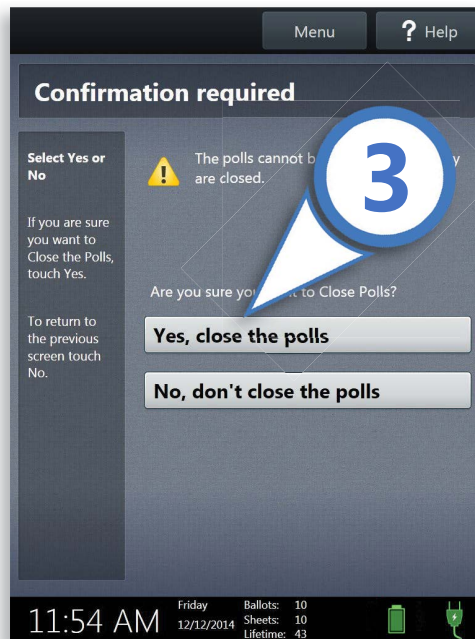 Menu
? Help
Confirmation required
Select Yes or
No
If you are sure
you want to
Close the Polls,
touch Yes.
To return to
the previous
screen touch
No.
The polls cannot
are closed.
3
Are you sure to Close Polls?
Yes, close the polls
No, don't close the polls
11:54 AM
Friday
12/12/2014
Ballots: 10
Sheets: 10
Lifetime: 43